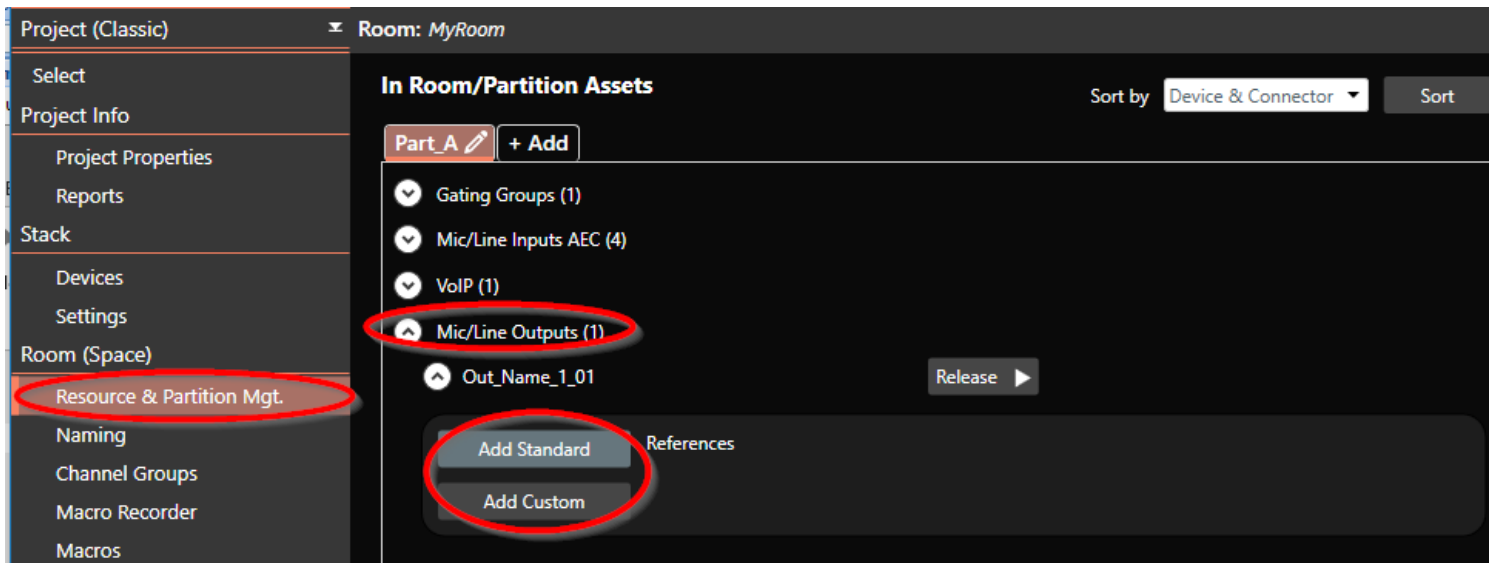 Project (Classic)
Room: MyRoom
Select
Project Info
Project Properties
Reports
Stack
Devices
Settings
Room (Space)
Resource & Partition Mgt.
Naming
Channel Groups
Macro Recorder
Macros
In Room/Partition Assets
Sort by Device & Connector Sort
Part_A + Add
Gating Groups (1)
Mic/Line Inputs AEC (4)
VoIP (1)
Mic/Line Outputs (1)
Out_Name_1_01 Release
Add Standard References
Add Custom